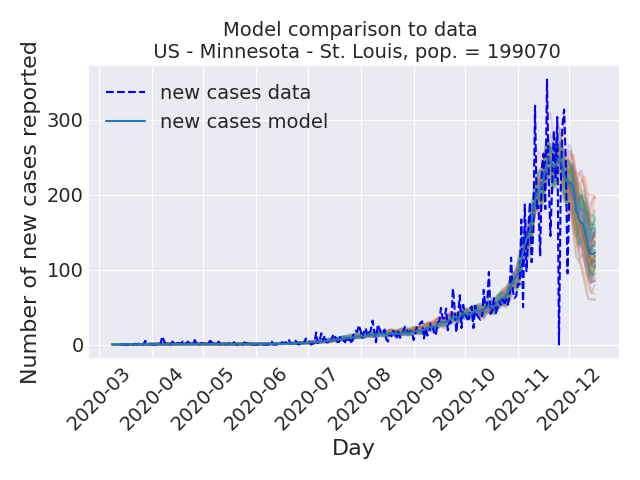 Model comparison to data
US - Minnesota - St. Louis, pop. = 199070
Number of new cases reported
new cases data
new cases model
300
200
100
0
2020-03
2020-04
2020-05
2020-06
2020-07
2020-08
2020-09
2020-10
2020-11
2020-12
Day